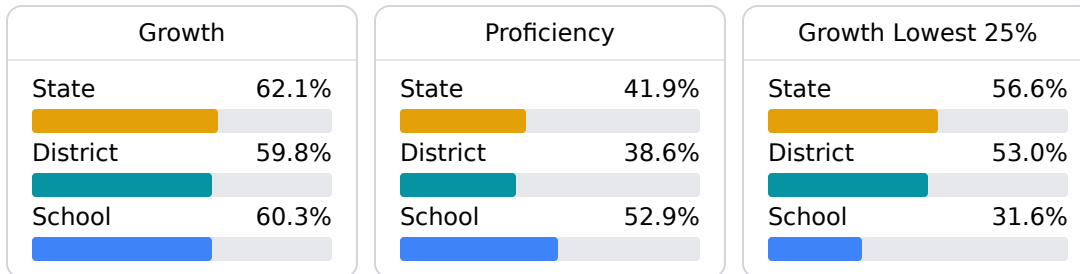 Growth
State 62.1%
District 59.8%
School 60.3%
Proficiency
State 41.9%
District 38.6%
School 52.9%
Growth Lowest 25%
State 56.6%
District 53.0%
School 31.6%